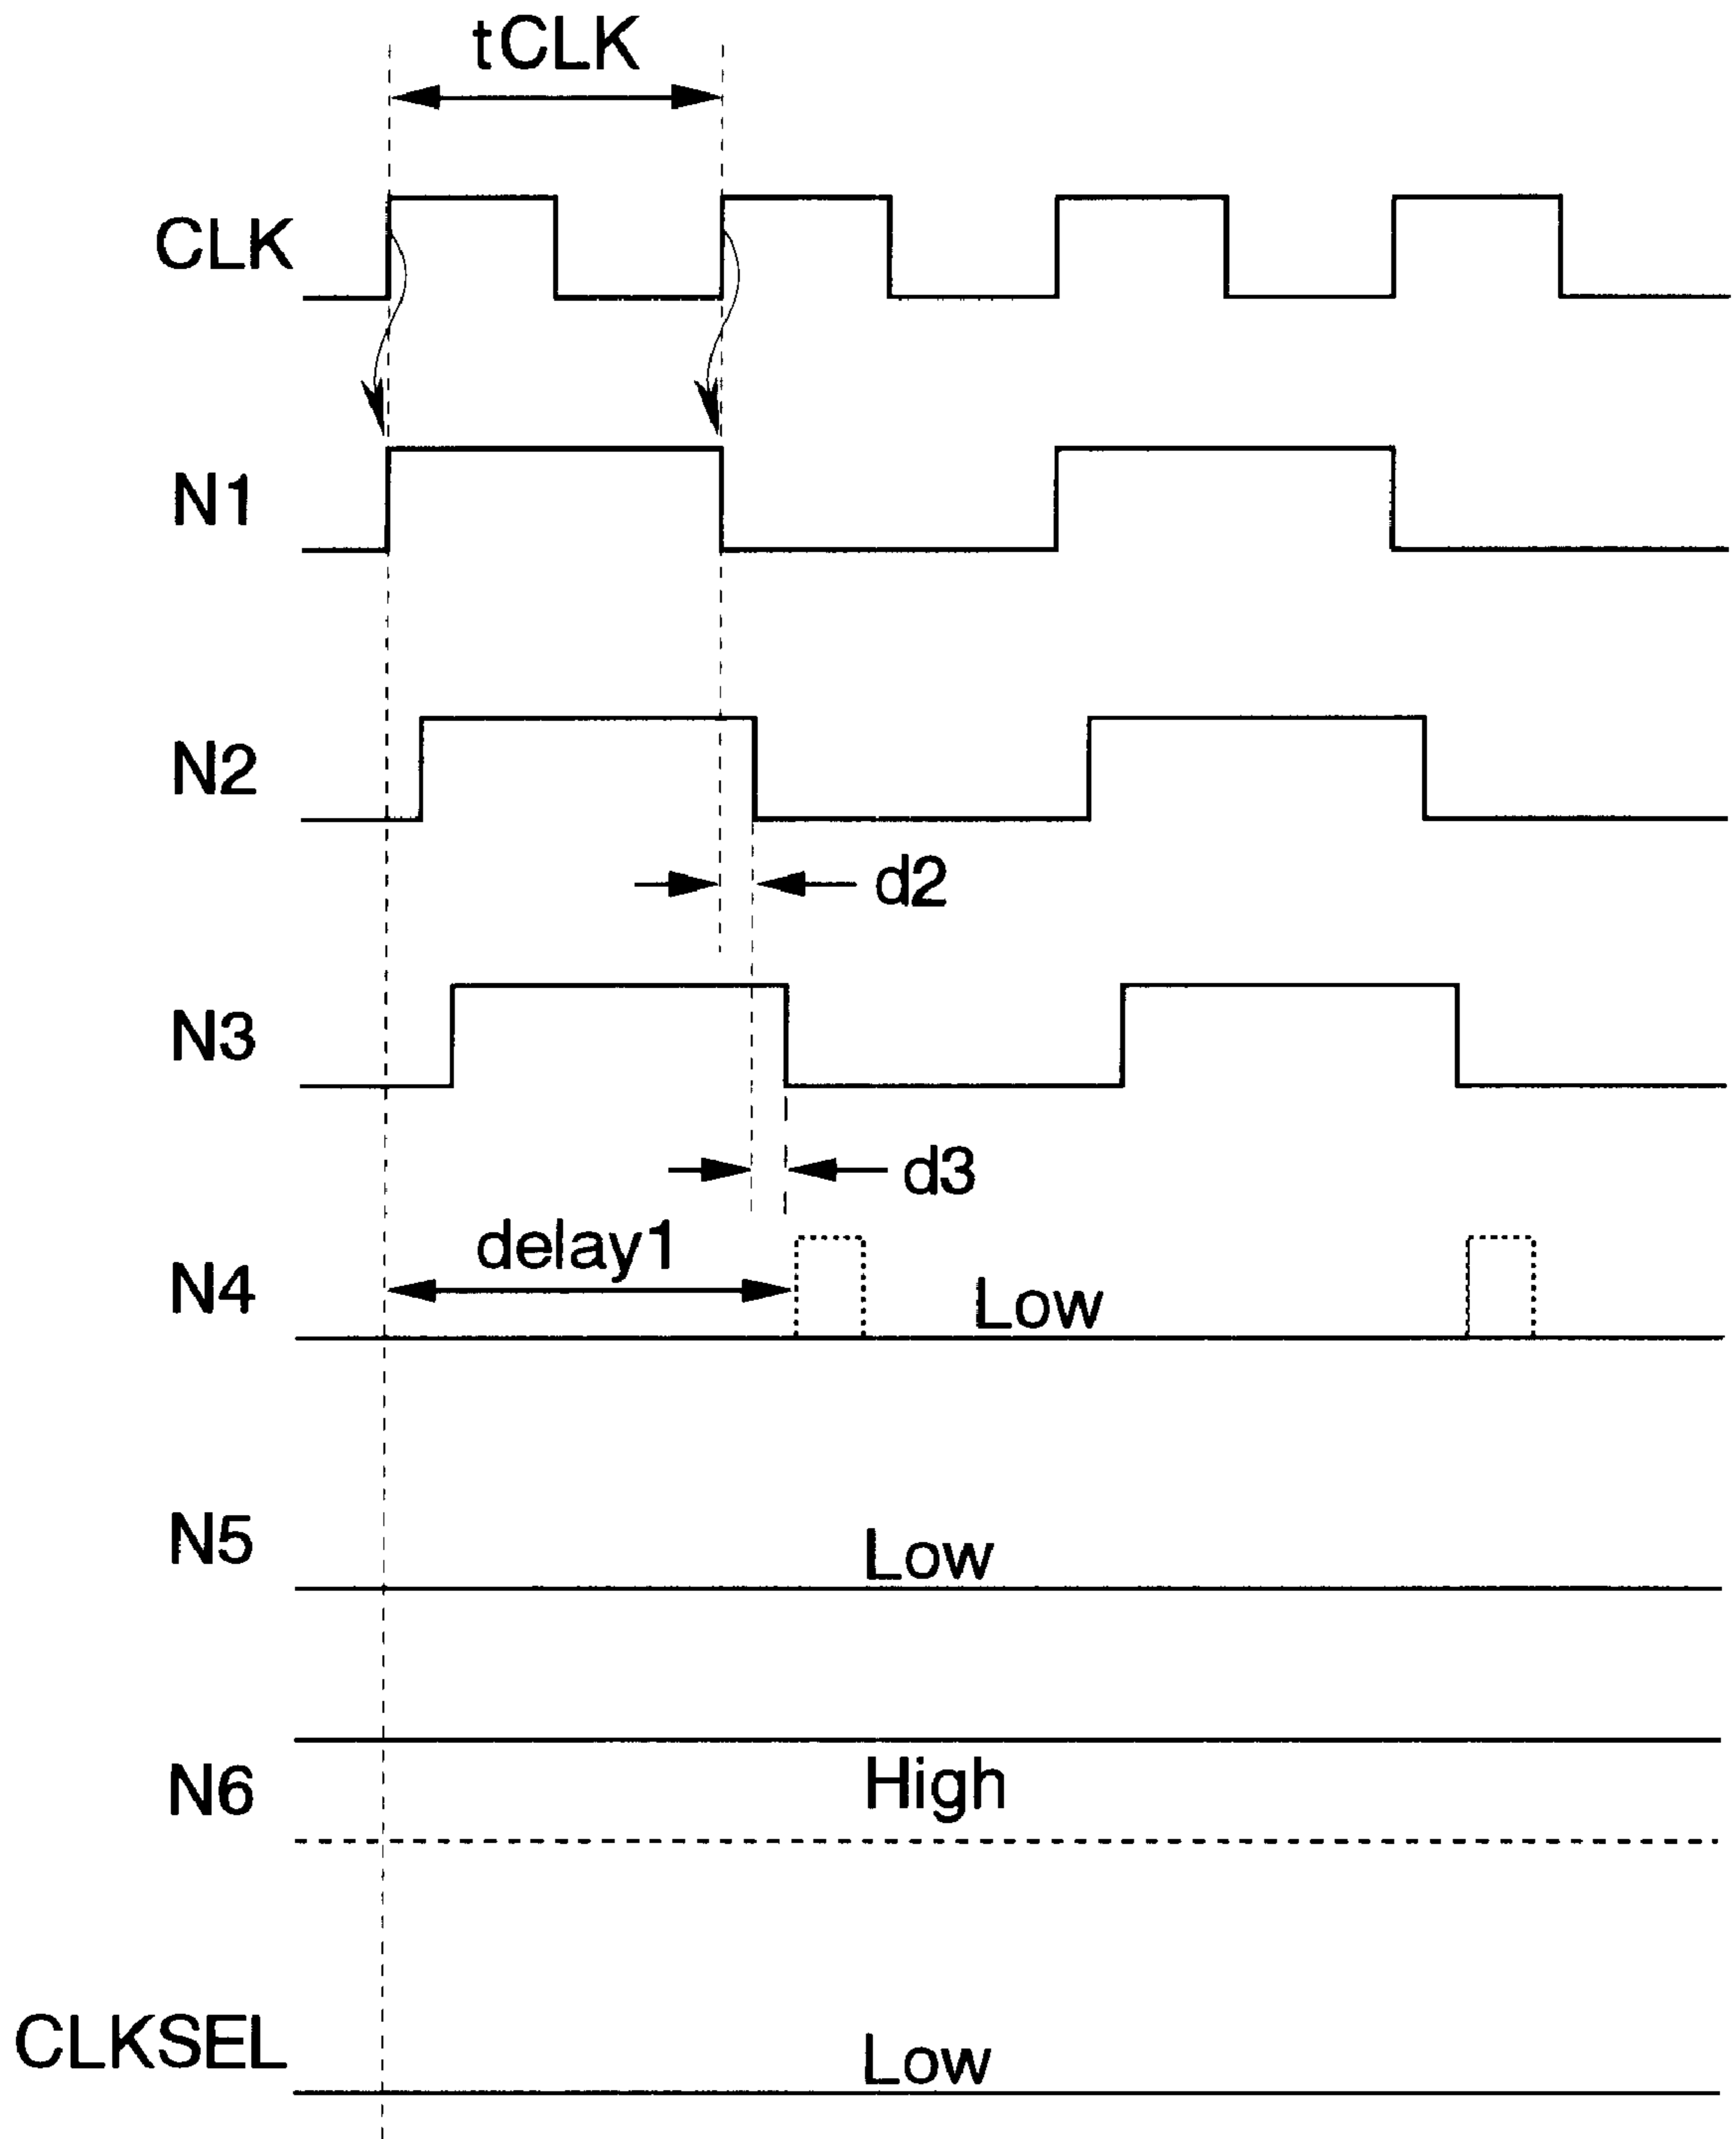 tCLK
CLK
N1
N2
d2
N3
d3
delay1
N4
Low
N5
Low
N6
High
CLKSEL
Low